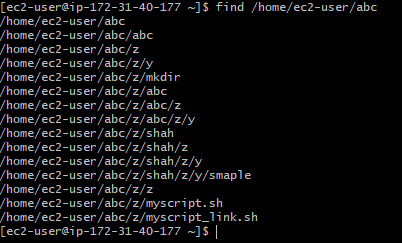 [ec2-user@ip-172-31-40-177 ~]$ find /home/ec2-user/abc
/home/ec2-user/abc
/home/ec2-user/abc/abc
/home/ec2-user/abc/z
/home/ec2-user/abc/z/y
/home/ec2-user/abc/z/mkdir
/home/ec2-user/abc/z/abc
/home/ec2-user/abc/z/abc/z
/home/ec2-user/abc/z/abc/z/y
/home/ec2-user/abc/z/shah
/home/ec2-user/abc/z/shah/z
/home/ec2-user/abc/z/shah/z/y
/home/ec2-user/abc/z/shah/z/y/smaple
/home/ec2-user/abc/z/z
/home/ec2-user/abc/z/myscript.sh
/home/ec2-user/abc/z/myscript_link.sh
[ec2-user@ip-172-31-40-177 ~]$